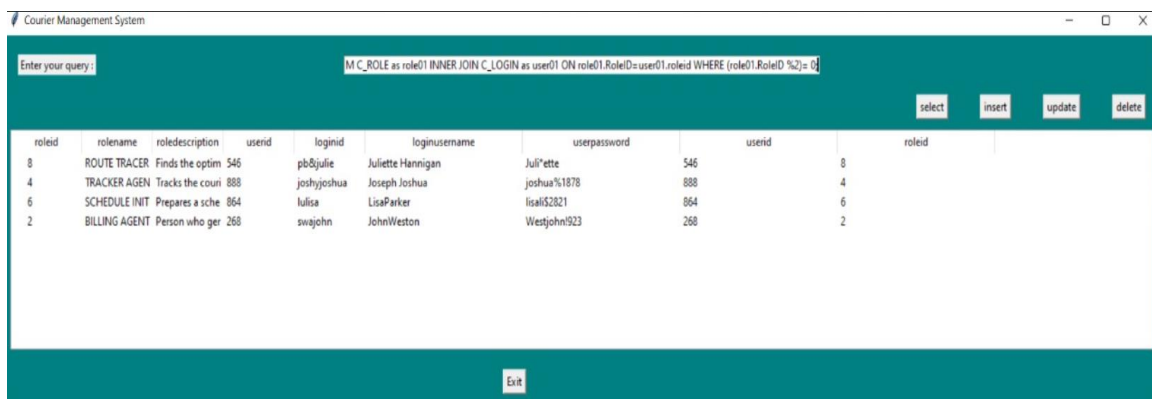 Courier Management System
Enter your query : M C_ROLE as role01 INNER JOIN C_LOGIN as user01 ON role01.RoleID=user01.roleid WHERE (role01.RoleID %2)= 0;
select insert update delete
roleid rolename roledescription userid loginid loginusername userpassword userid roleid
8 ROUTE TRACER Finds the optim 546 pb&julie Juliette Hannigan Juli*ette 546 8
4 TRACKER AGEN Tracks the couri 888 joshyjoshua Joseph Joshua joshua%1878 888 4
6 SCHEDULE INIT Prepares a sche 864 lulisa LisaParker lisali$2821 864 6
2 BILLING AGENT Person who ger 268 swajohn JohnWeston Westjohn!923 268 2
Exit